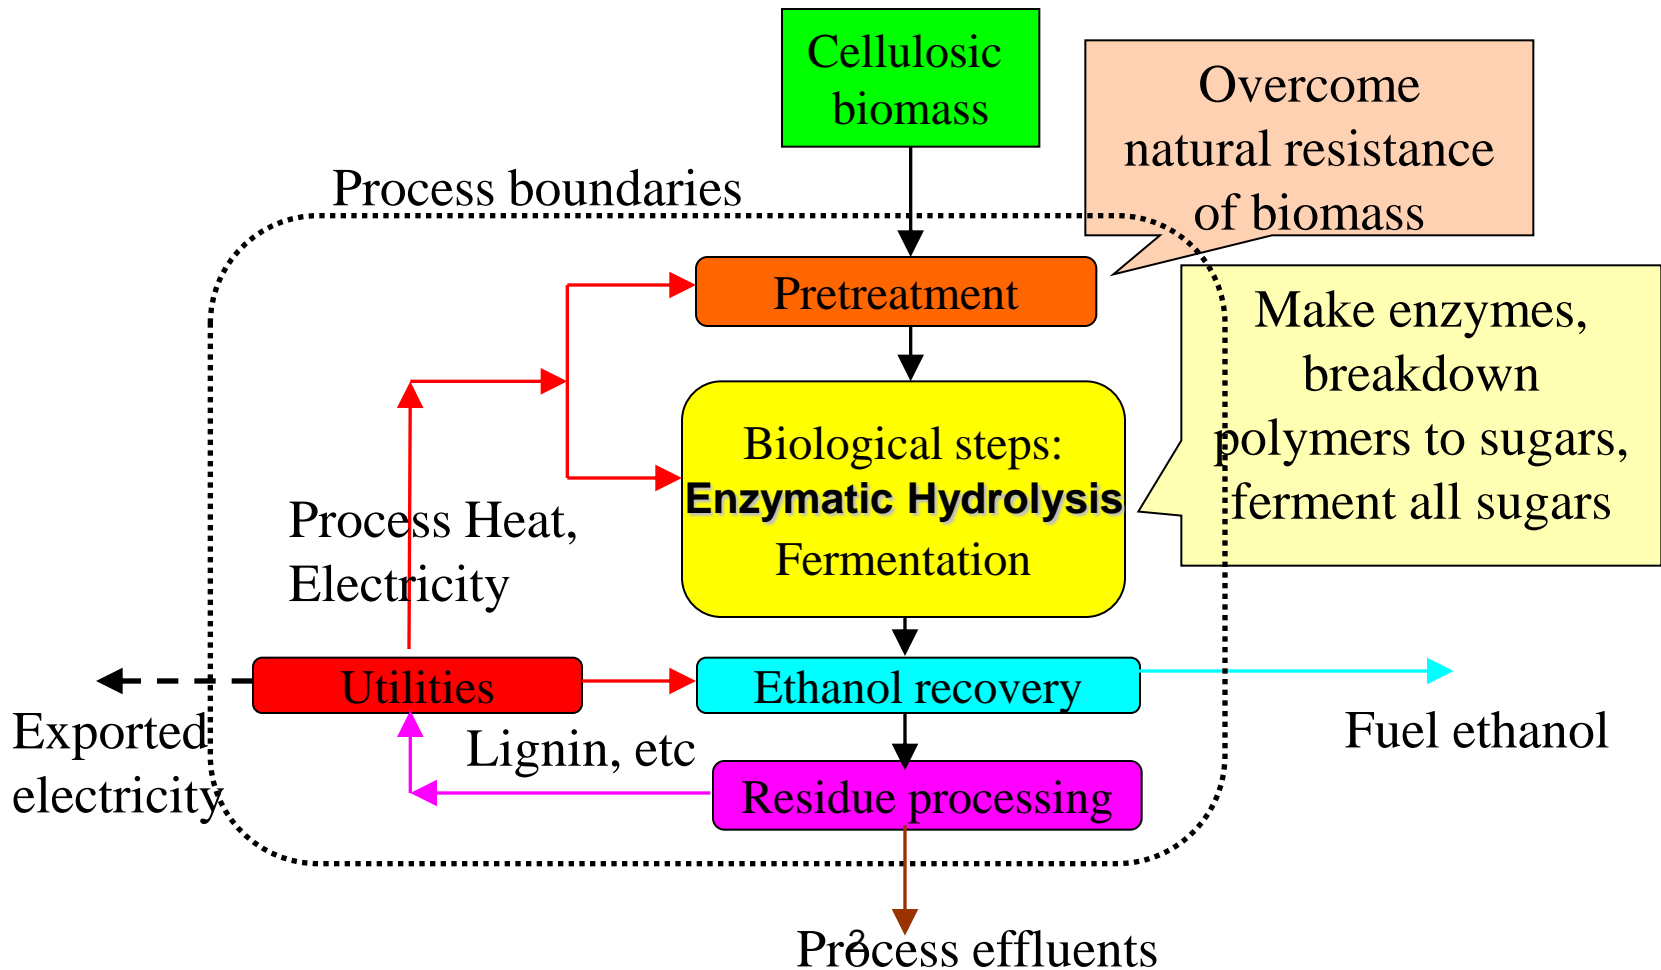 Cellulosic
biomass
Overcome
natural resistance
of biomass
Process boundaries
Pretreatment
Make enzymes,
breakdown
polymers to sugars,
ferment all sugars
Biological steps:
Enzymatic Hydrolysis
Fermentation
Process Heat,
Electricity
Utilities
Ethanol recovery
Exported
electricity
Lignin, etc
Fuel ethanol
Residue processing
Process effluents
2